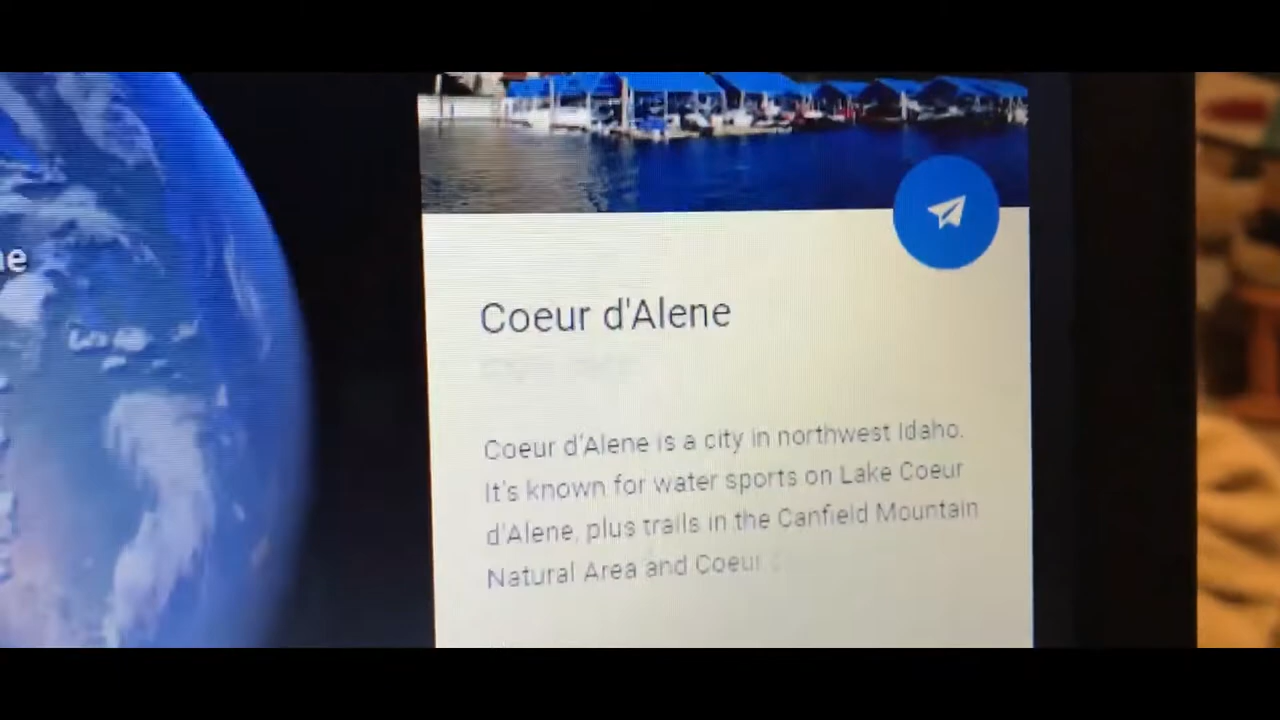 Coeur d'Alene
Coeur d'Alene is a city in northwest Idaho.
It's known for water sports on Lake Coeur
d'Alene, plus trails in the Canfield Mountain
Natural Area and Coeur